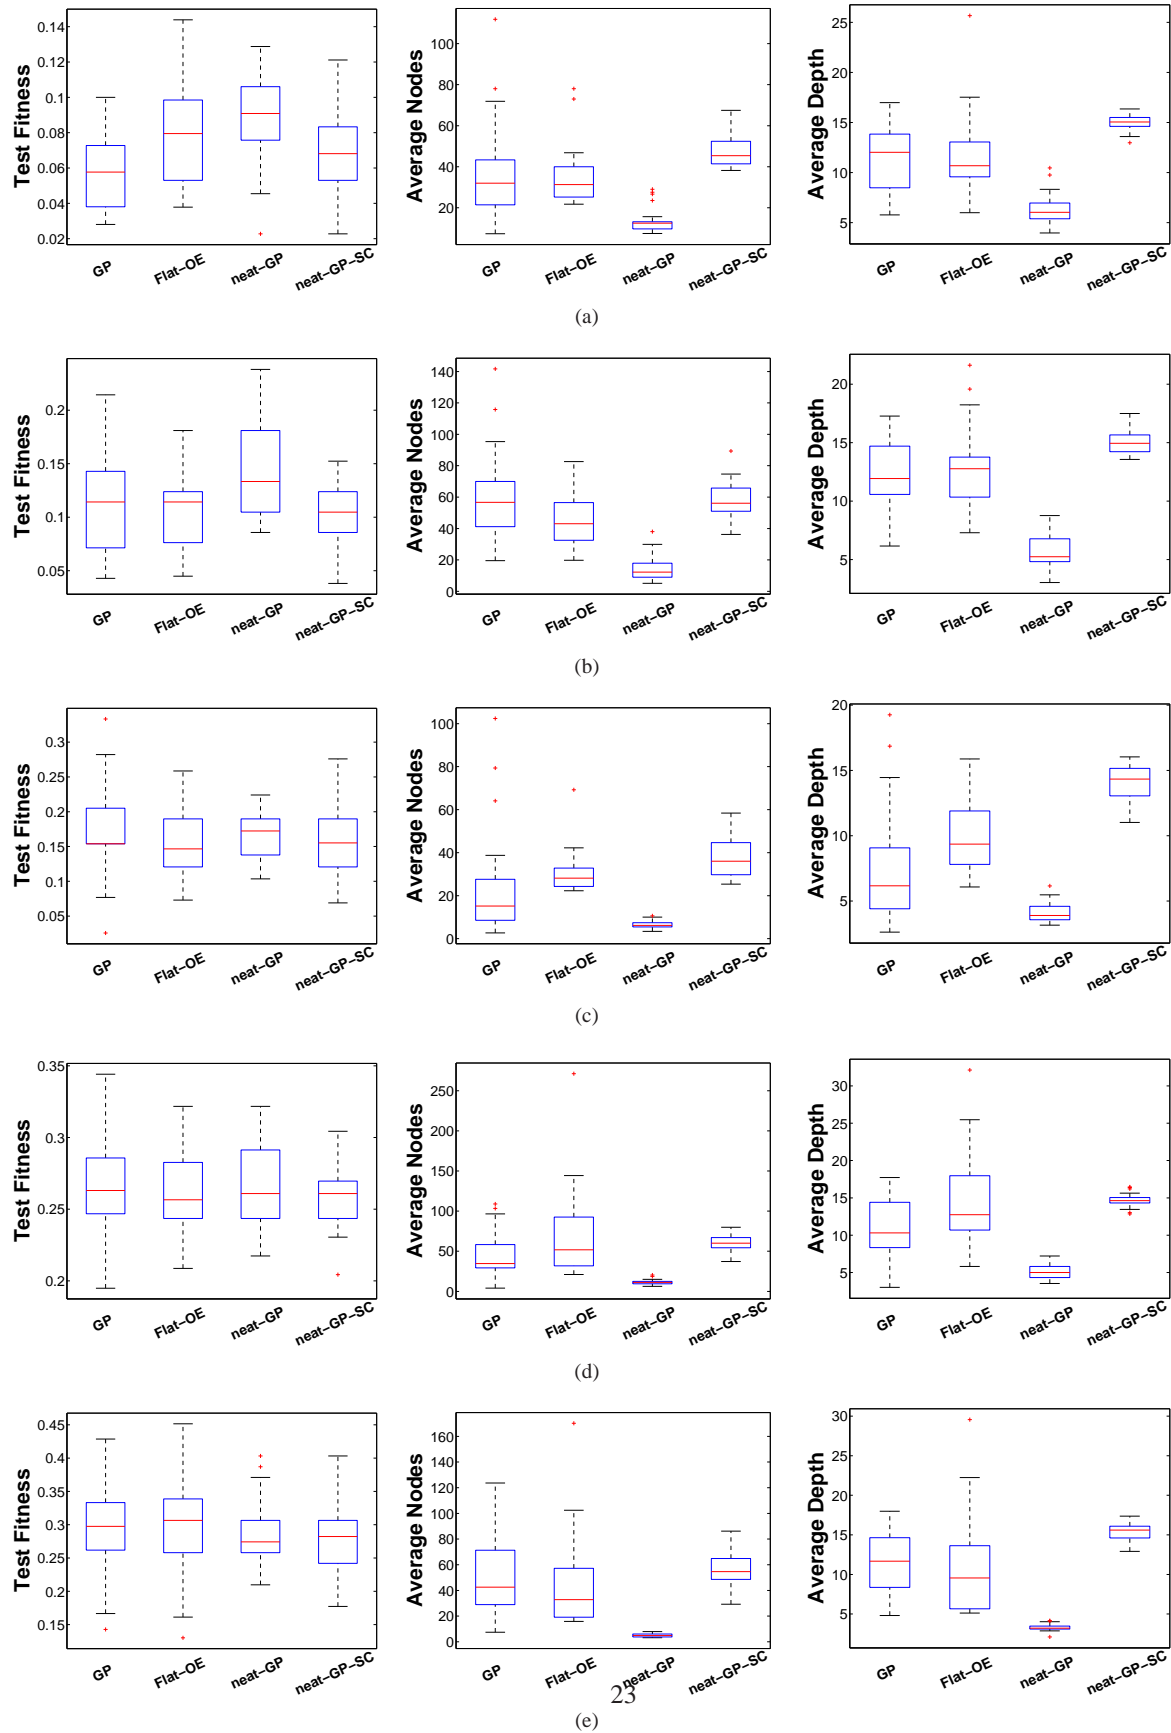 Test Fitness
0.14
0.12
0.1
0.08
0.06
0.04
0.02
GP
Flat-OE
neat-GP
neat-GP-SC
Average Nodes
100
80
60
40
20
GP
Flat-OE
neat-GP
neat-GP-SC
Average Depth
25
20
15
10
5
GP
Flat-OE
neat-GP
neat-GP-SC
(a)
Test Fitness
0.2
0.15
0.1
0.05
GP
Flat-OE
neat-GP
neat-GP-SC
Average Nodes
140
120
100
80
60
40
20
0
GP
Flat-OE
neat-GP
neat-GP-SC
Average Depth
20
15
10
5
GP
Flat-OE
neat-GP
neat-GP-SC
(b)
Test Fitness
0.3
0.25
0.2
0.15
0.1
0.05
GP
Flat-OE
neat-GP
neat-GP-SC
Average Nodes
100
80
60
40
20
0
GP
Flat-OE
neat-GP
neat-GP-SC
Average Depth
20
15
10
5
GP
Flat-OE
neat-GP
neat-GP-SC
(c)
Test Fitness
0.35
0.3
0.25
0.2
GP
Flat-OE
neat-GP
neat-GP-SC
Average Nodes
250
200
150
100
50
0
GP
Flat-OE
neat-GP
neat-GP-SC
Average Depth
30
25
20
15
10
5
GP
Flat-OE
neat-GP
neat-GP-SC
(d)
Test Fitness
0.45
0.4
0.35
0.3
0.25
0.2
0.15
GP
Flat-OE
neat-GP
neat-GP-SC
Average Nodes
160
140
120
100
80
60
40
20
0
GP
Flat-OE
neat-GP
neat-GP-SC
Average Depth
30
25
20
15
10
5
GP
Flat-OE
neat-GP
neat-GP-SC
23
(e)